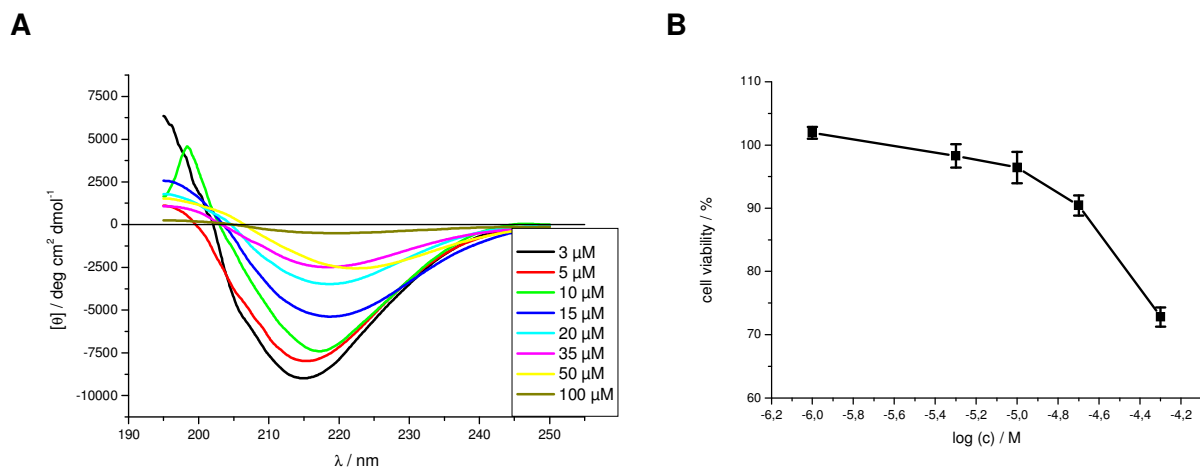 A
[θ] / deg cm² dmol⁻¹
7500
5000
2500
0
-2500
-5000
-7500
-10000
190
200
210
220
230
240
250
λ / nm
3 µM
5 µM
10 µM
15 µM
20 µM
35 µM
50 µM
100 µM
B
cell viability / %
110
100
90
80
70
60
-6,2
-6,0
-5,8
-5,6
-5,4
-5,2
-5,0
-4,8
-4,6
-4,4
-4,2
log (c) / M